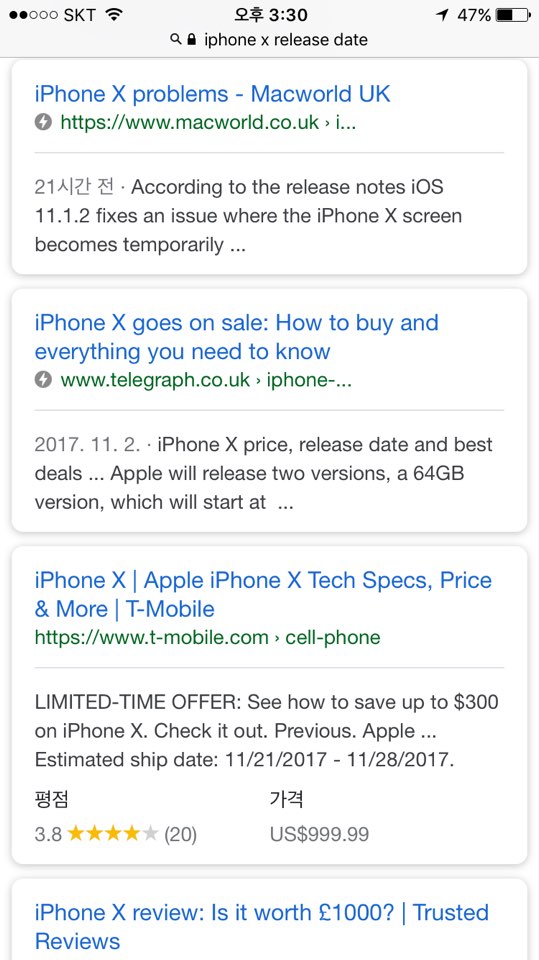 SKT 오후 3:30 47%
iphone x release date
iPhone X problems - Macworld UK
https://www.macworld.co.uk › i...
21시간 전 · According to the release notes iOS
11.1.2 fixes an issue where the iPhone X screen
becomes temporarily ...
iPhone X goes on sale: How to buy and
everything you need to know
www.telegraph.co.uk › iphone-...
2017. 11. 2. · iPhone X price, release date and best
deals ... Apple will release two versions, a 64GB
version, which will start at ...
iPhone X | Apple iPhone X Tech Specs, Price
& More | T-Mobile
https://www.t-mobile.com › cell-phone
LIMITED-TIME OFFER: See how to save up to $300
on iPhone X. Check it out. Previous. Apple ...
Estimated ship date: 11/21/2017 - 11/28/2017.
평점 가격
3.8 ★★★★★ (20) US$999.99
iPhone X review: Is it worth £1000? | Trusted
Reviews